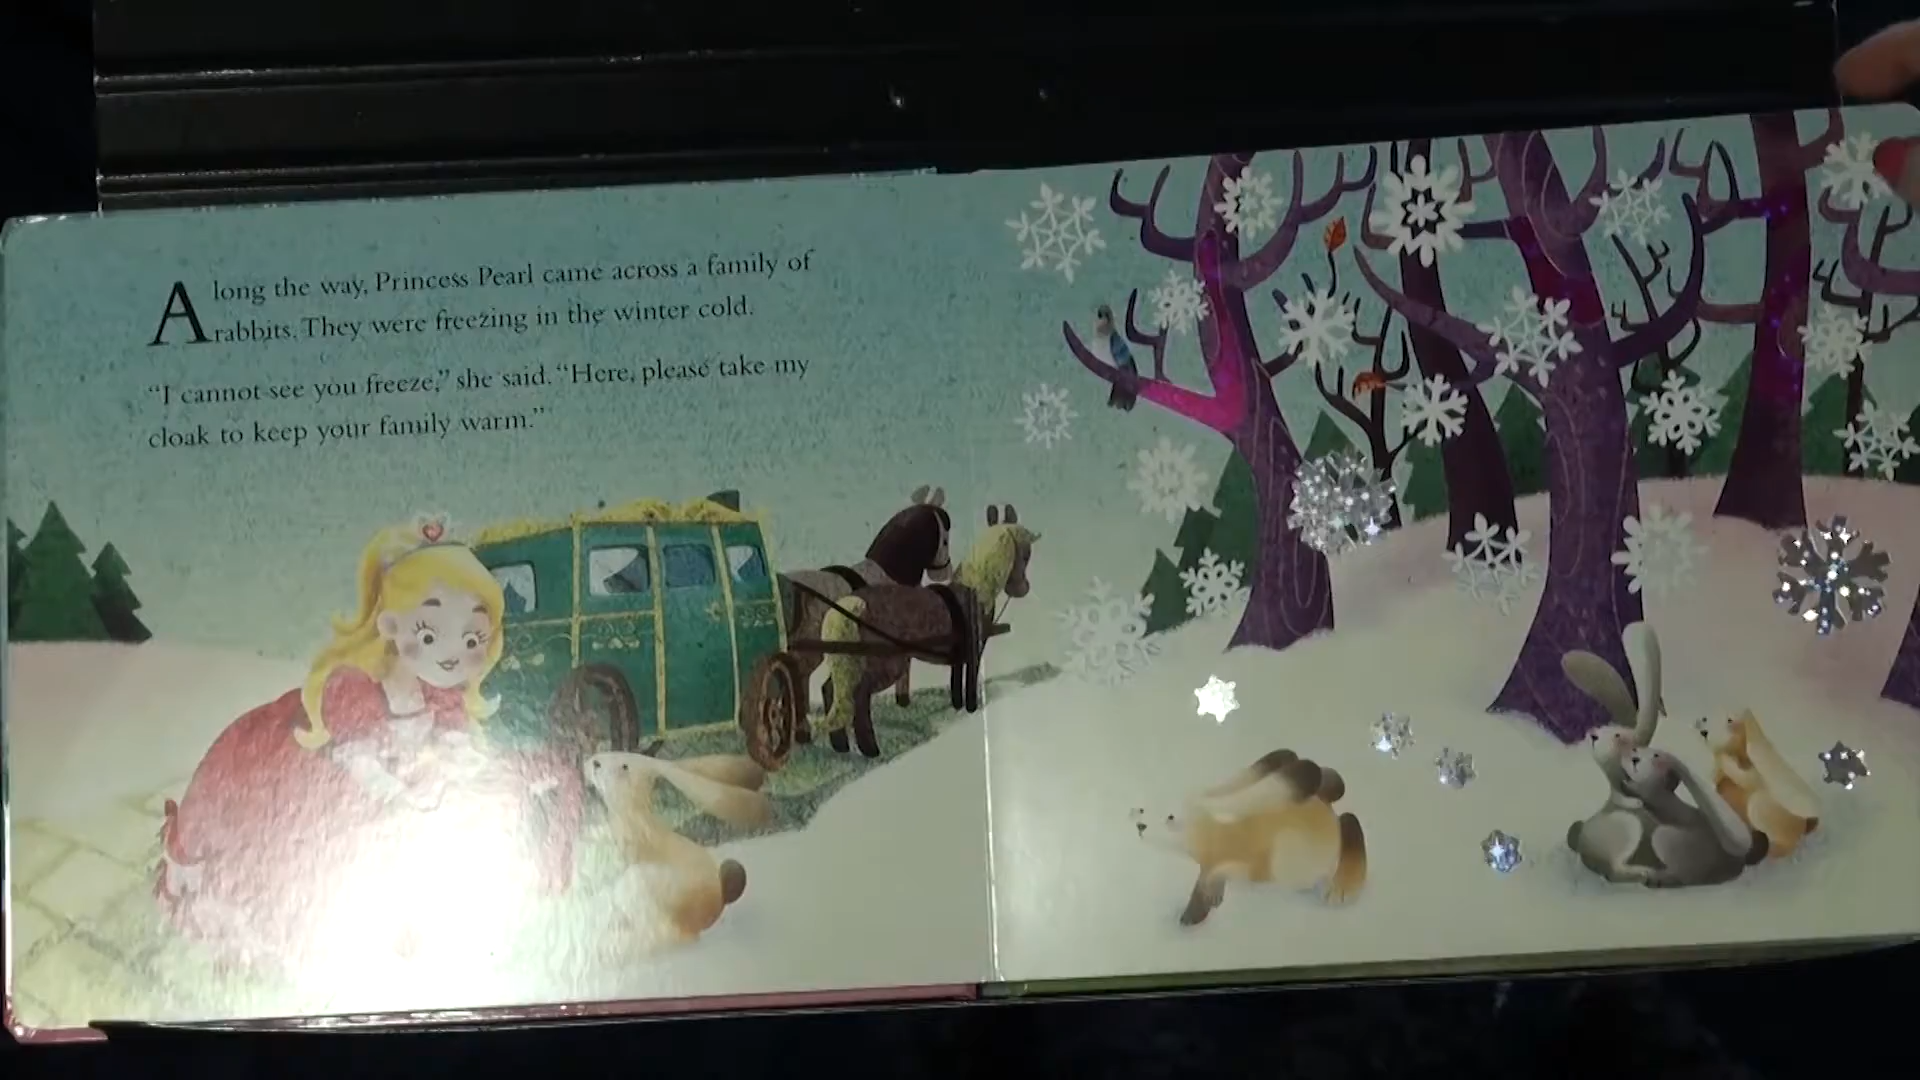 Along the way, Princess Pearl came across a family of
rabbits. They were freezing in the winter cold.
“I cannot see you freeze,” she said. “Here, please take my
cloak to keep your family warm.”